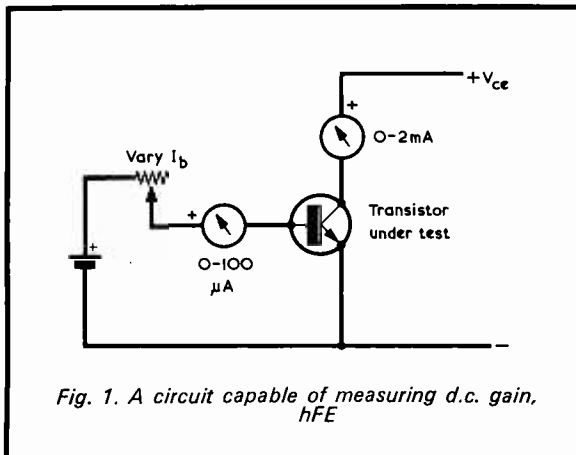 +Vce
+
0-2mA
Vary Ib
+
Transistor
under test
+
0-100
μA
–
Fig. 1. A circuit capable of measuring d.c. gain,
hFE